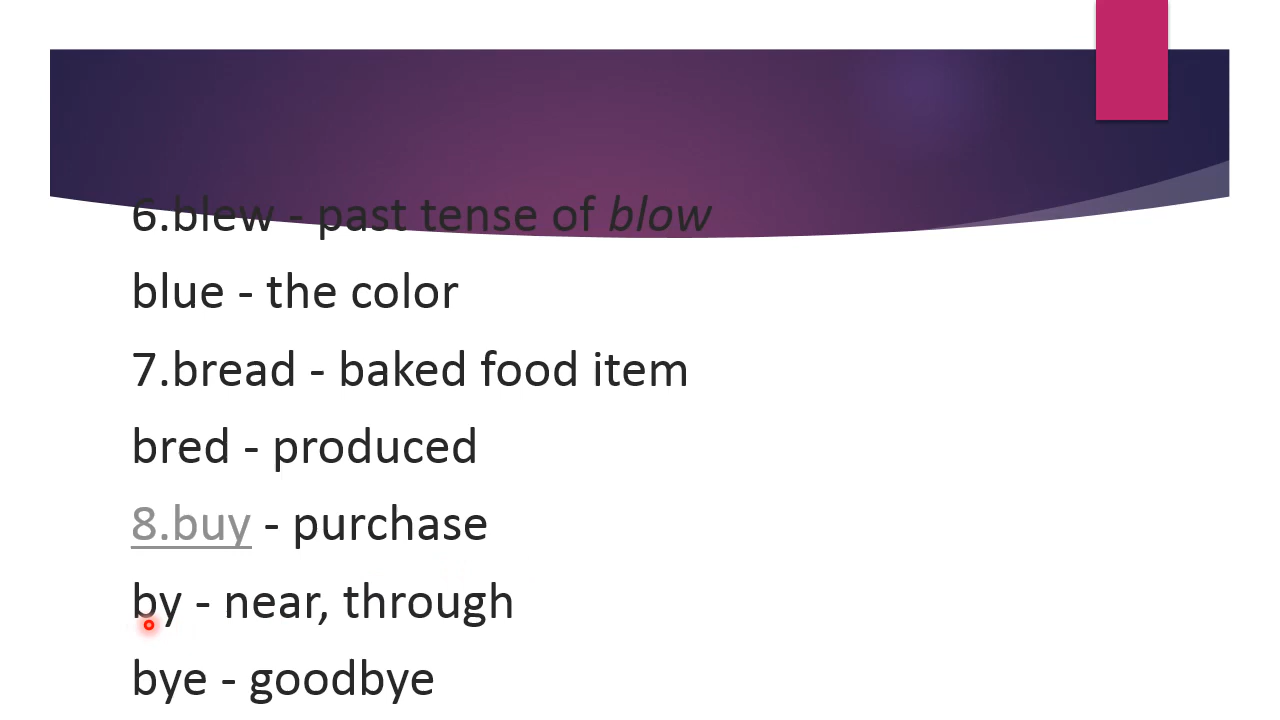 6.blew - past tense of blow
blue - the color
7.bread - baked food item
bred - produced
8.buy - purchase
by - near, through
bye - goodbye